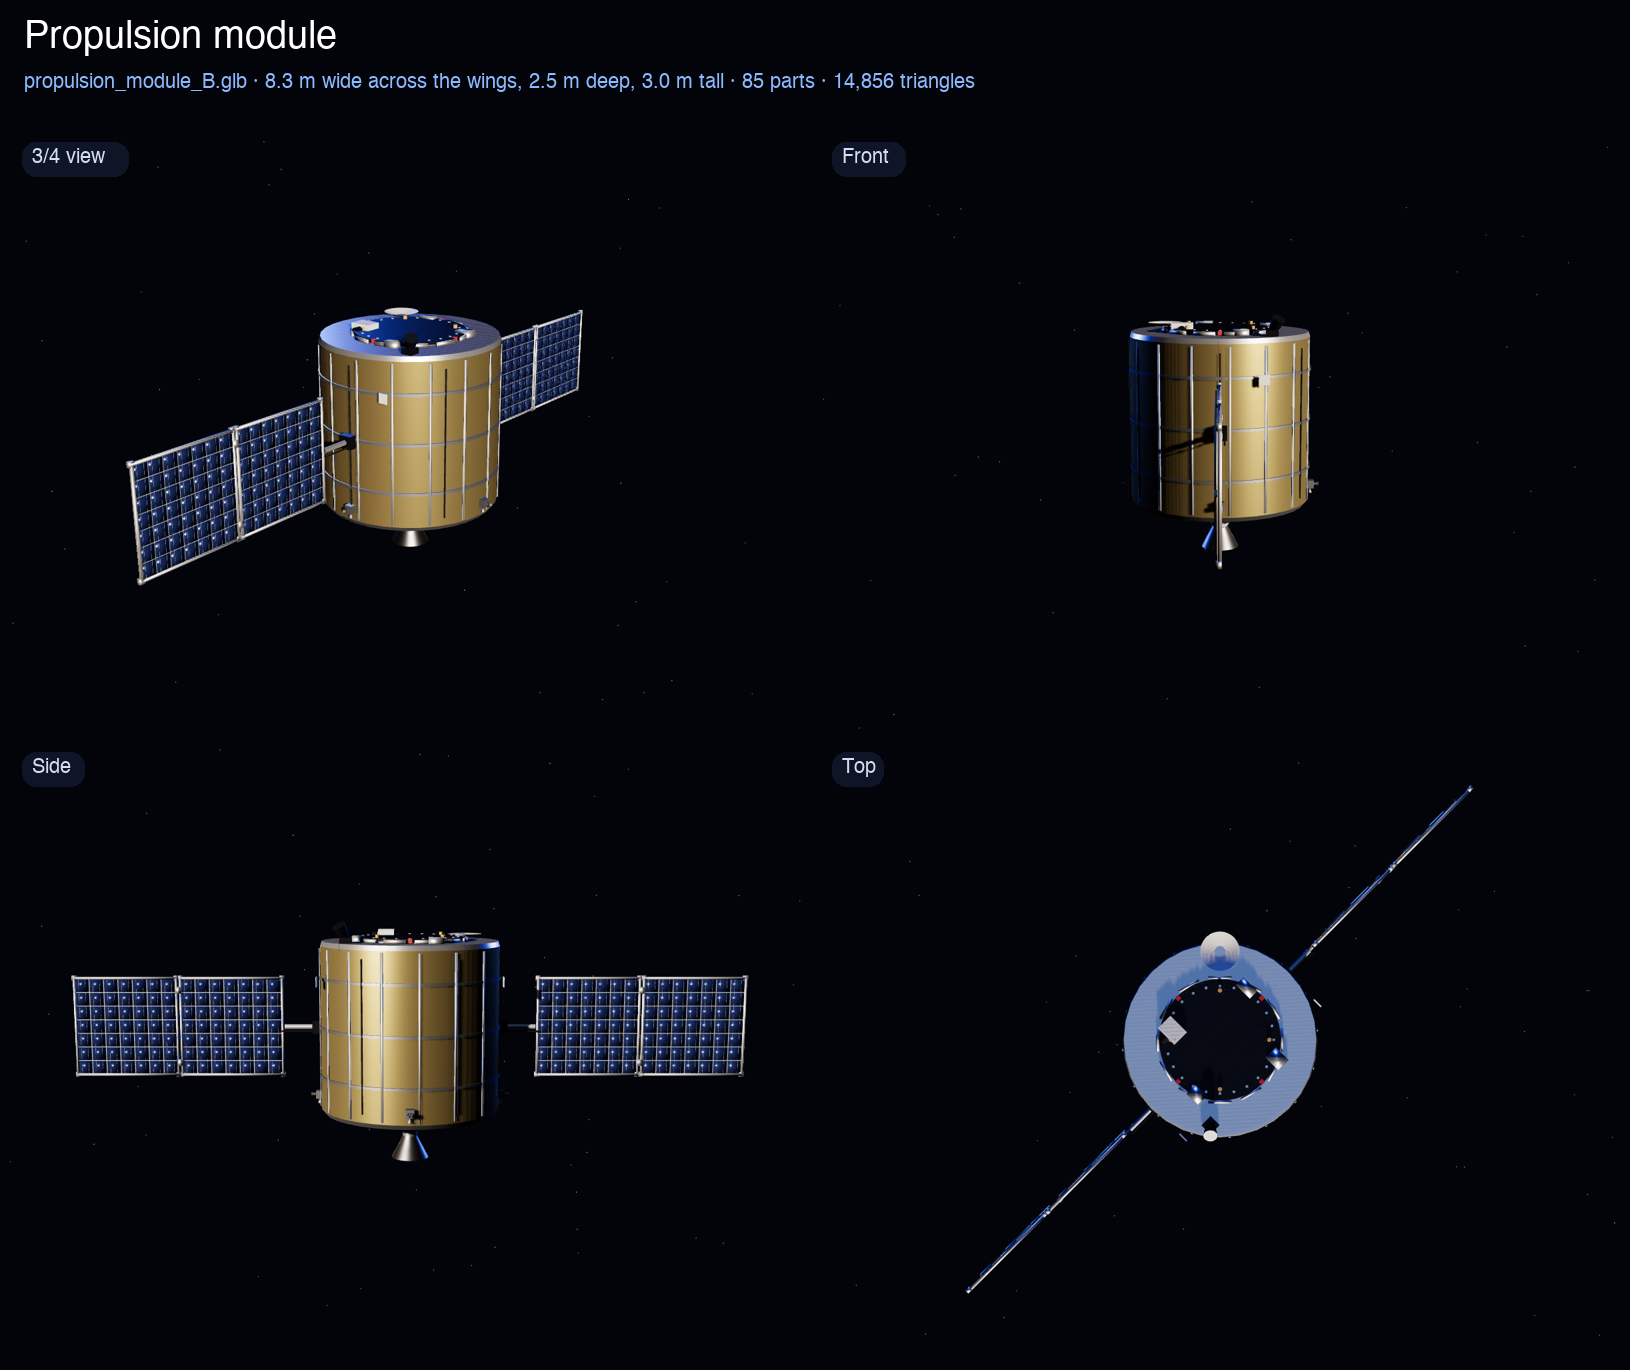 Propulsion module
propulsion_module_B.glb · 8.3 m wide across the wings, 2.5 m deep, 3.0 m tall · 85 parts · 14,856 triangles
3/4 view
Front
Side
Top